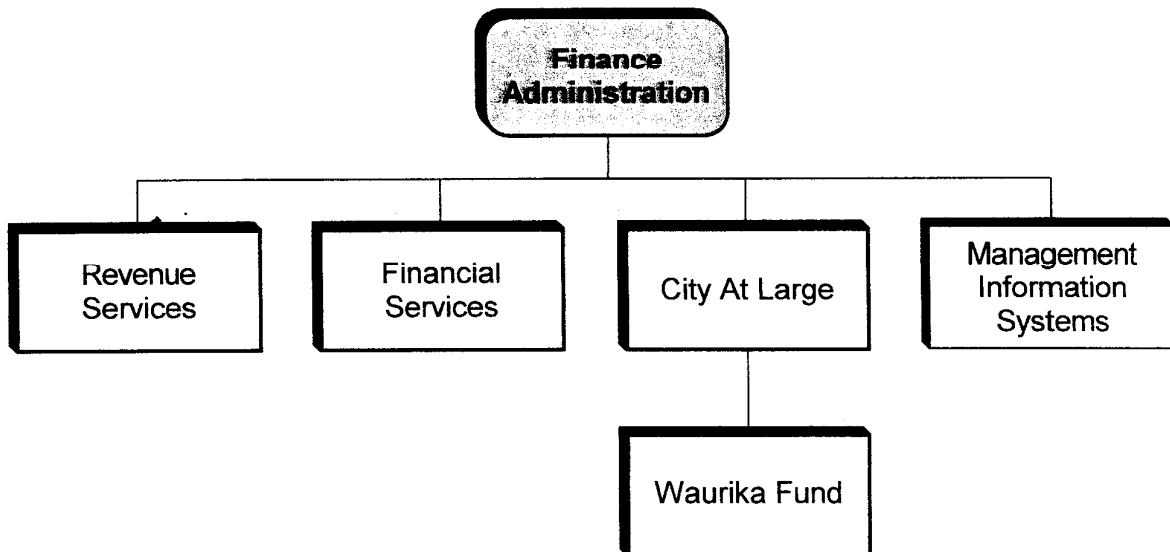 Finance
Administration
Revenue
Services
Financial
Services
City At Large
Management
Information
Systems
Waurika Fund